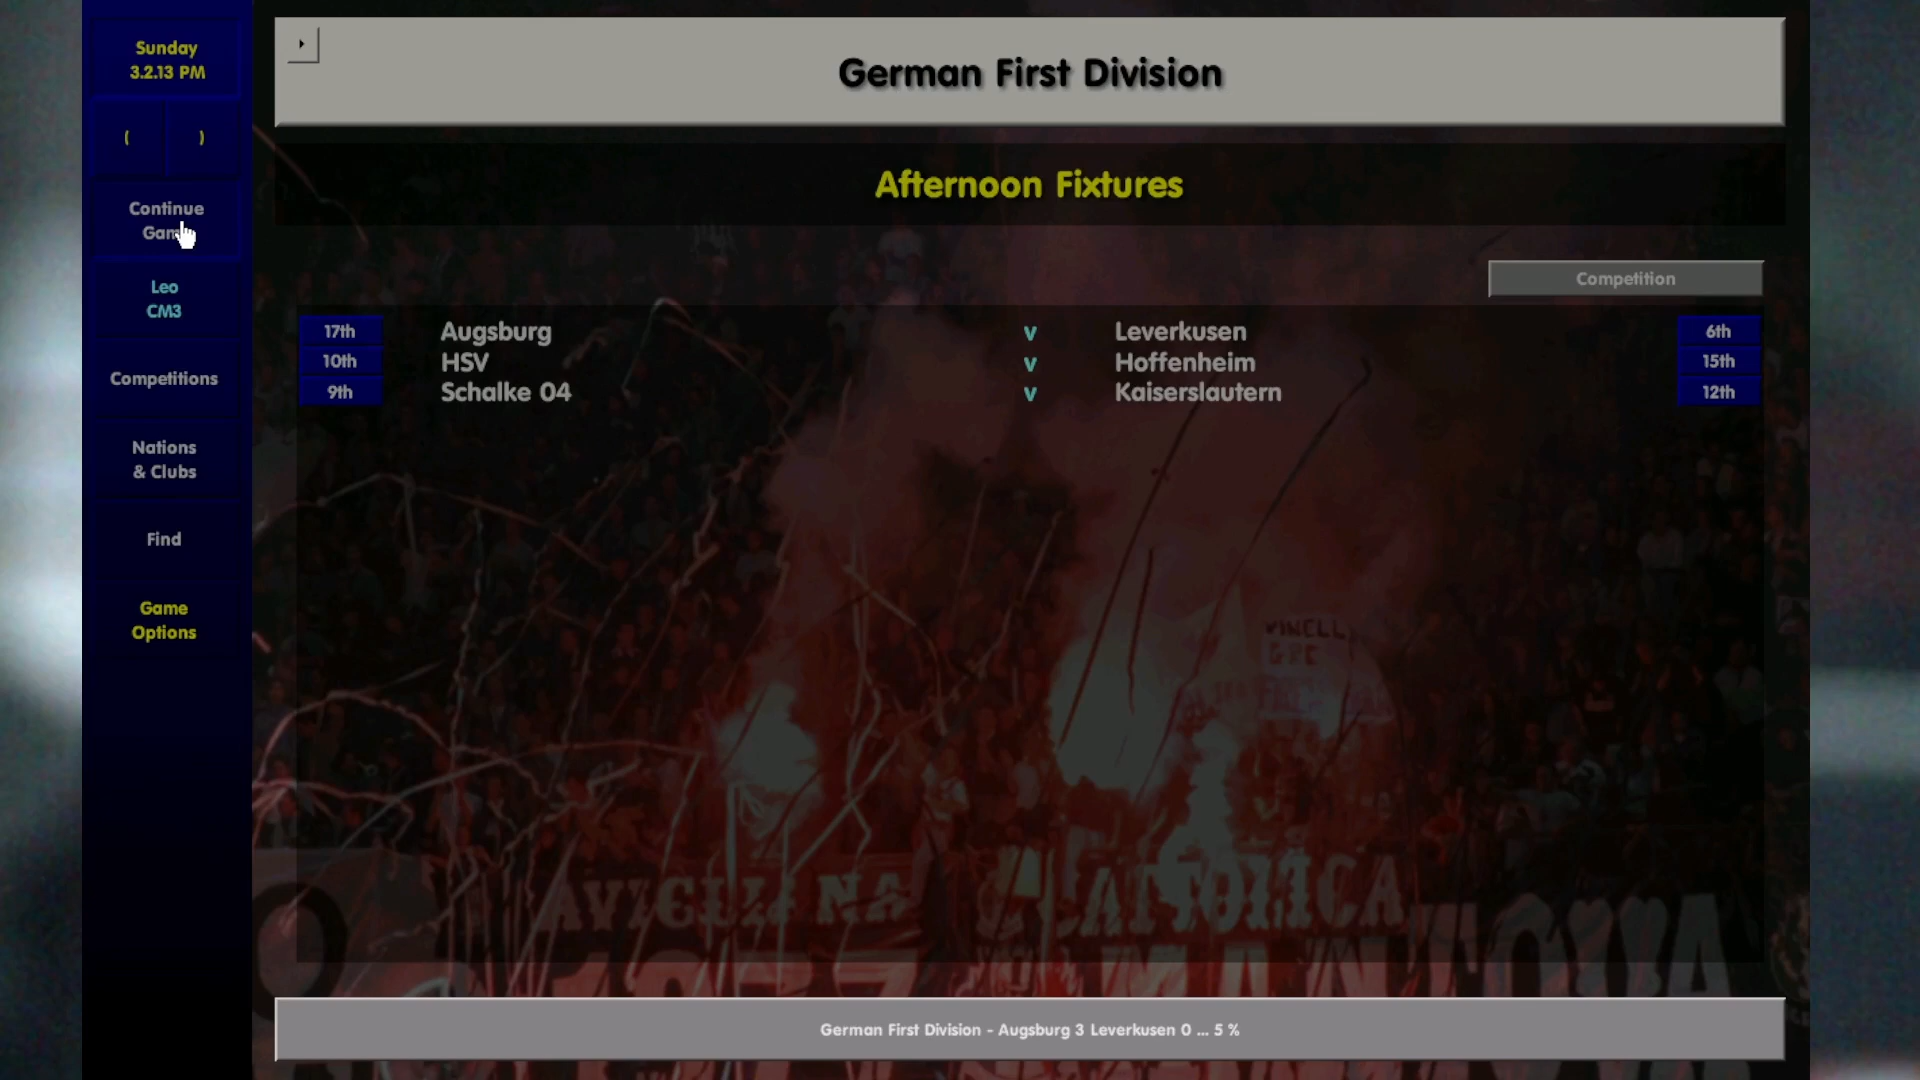 Sunday
3.2.13 PM
( )
Continue
Leo
CM3
Competitions
Nations
& Clubs
Find
Game
Options
German First Division
Afternoon Fixtures
Competition
17th Augsburg v Leverkusen 6th
10th HSV v Hoffenheim 15th
9th Schalke 04 v Kaiserslautern 12th
German First Division - Augsburg 3 Leverkusen 0 ... 5 %